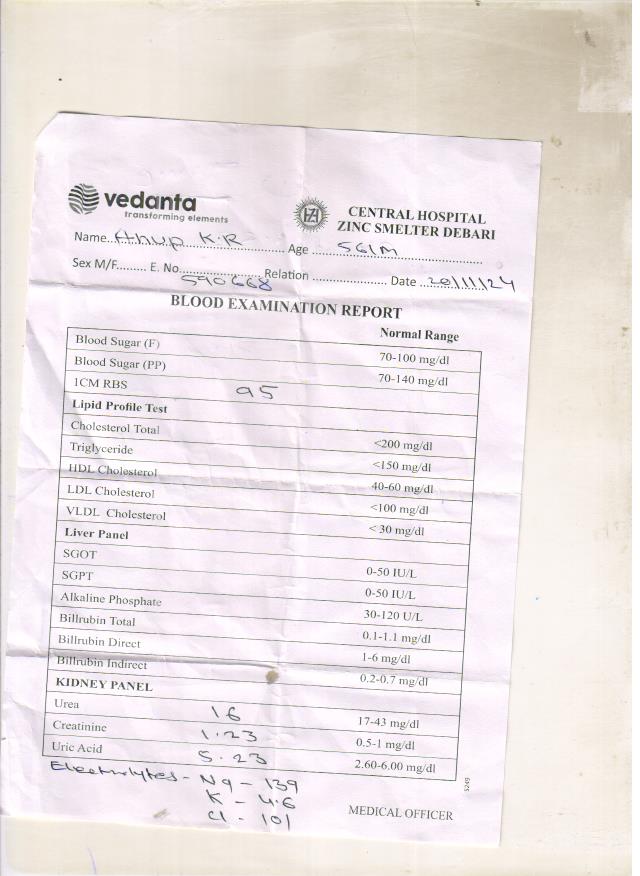 vedanta
transforming elements
CENTRAL HOSPITAL
ZINC SMELTER DEBARI
Name Anup K.R Age 56/M
Sex M/F......... E. No. 590668 Relation .................... Date 20/11/24
BLOOD EXAMINATION REPORT
Normal Range
Blood Sugar (F) 70-100 mg/dl
Blood Sugar (PP) 70-140 mg/dl
1CM RBS 95
Lipid Profile Test
Cholesterol Total <200 mg/dl
Triglyceride <150 mg/dl
HDL Cholesterol 40-60 mg/dl
LDL Cholesterol <100 mg/dl
VLDL Cholesterol < 30 mg/dl
Liver Panel
SGOT 0-50 IU/L
SGPT 0-50 IU/L
Alkaline Phosphate 30-120 U/L
Billrubin Total 0.1-1.1 mg/dl
Billrubin Direct 1-6 mg/dl
Billrubin Indirect 0.2-0.7 mg/dl
KIDNEY PANEL
Urea 16 17-43 mg/dl
Creatinine 1.23 0.5-1 mg/dl
Uric Acid 5.23 2.60-6.00 mg/dl
Electrolytes - Na - 139
K - 4.6
Cl - 101
MEDICAL OFFICER
5249